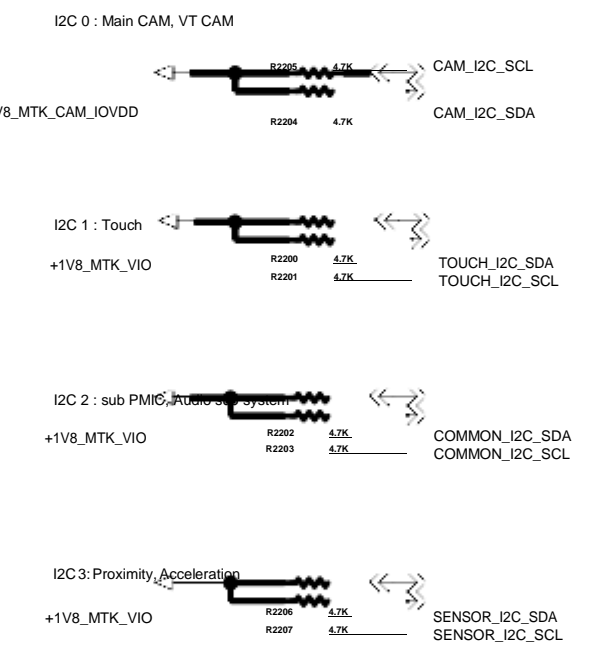 I2C 0 : Main CAM, VT CAM
R2205 4.7K CAM_I2C_SCL
V8_MTK_CAM_IOVDD CAM_I2C_SDA
R2204 4.7K
I2C 1 : Touch
+1V8_MTK_VIO R2200 4.7K TOUCH_I2C_SDA
R2201 4.7K TOUCH_I2C_SCL
I2C 2 : sub PMIC, Audio sub system
+1V8_MTK_VIO R2202 4.7K COMMON_I2C_SDA
R2203 4.7K COMMON_I2C_SCL
I2C 3: Proximity, Acceleration
+1V8_MTK_VIO R2206 4.7K SENSOR_I2C_SDA
R2207 4.7K SENSOR_I2C_SCL